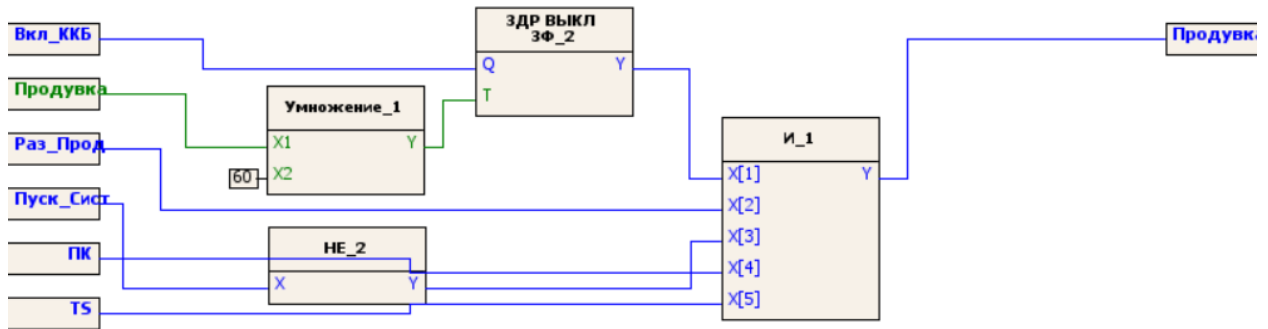 Вкл_ККБ
Продувка
Раз_Прод
Пуск_Сист
ПК
TS
Умножение_1
X1
Y
60
X2
НЕ_2
X
Y
ЗДР ВЫКЛ
ЗФ_2
Q
Y
T
И_1
X[1]
Y
X[2]
X[3]
X[4]
X[5]
Продувка